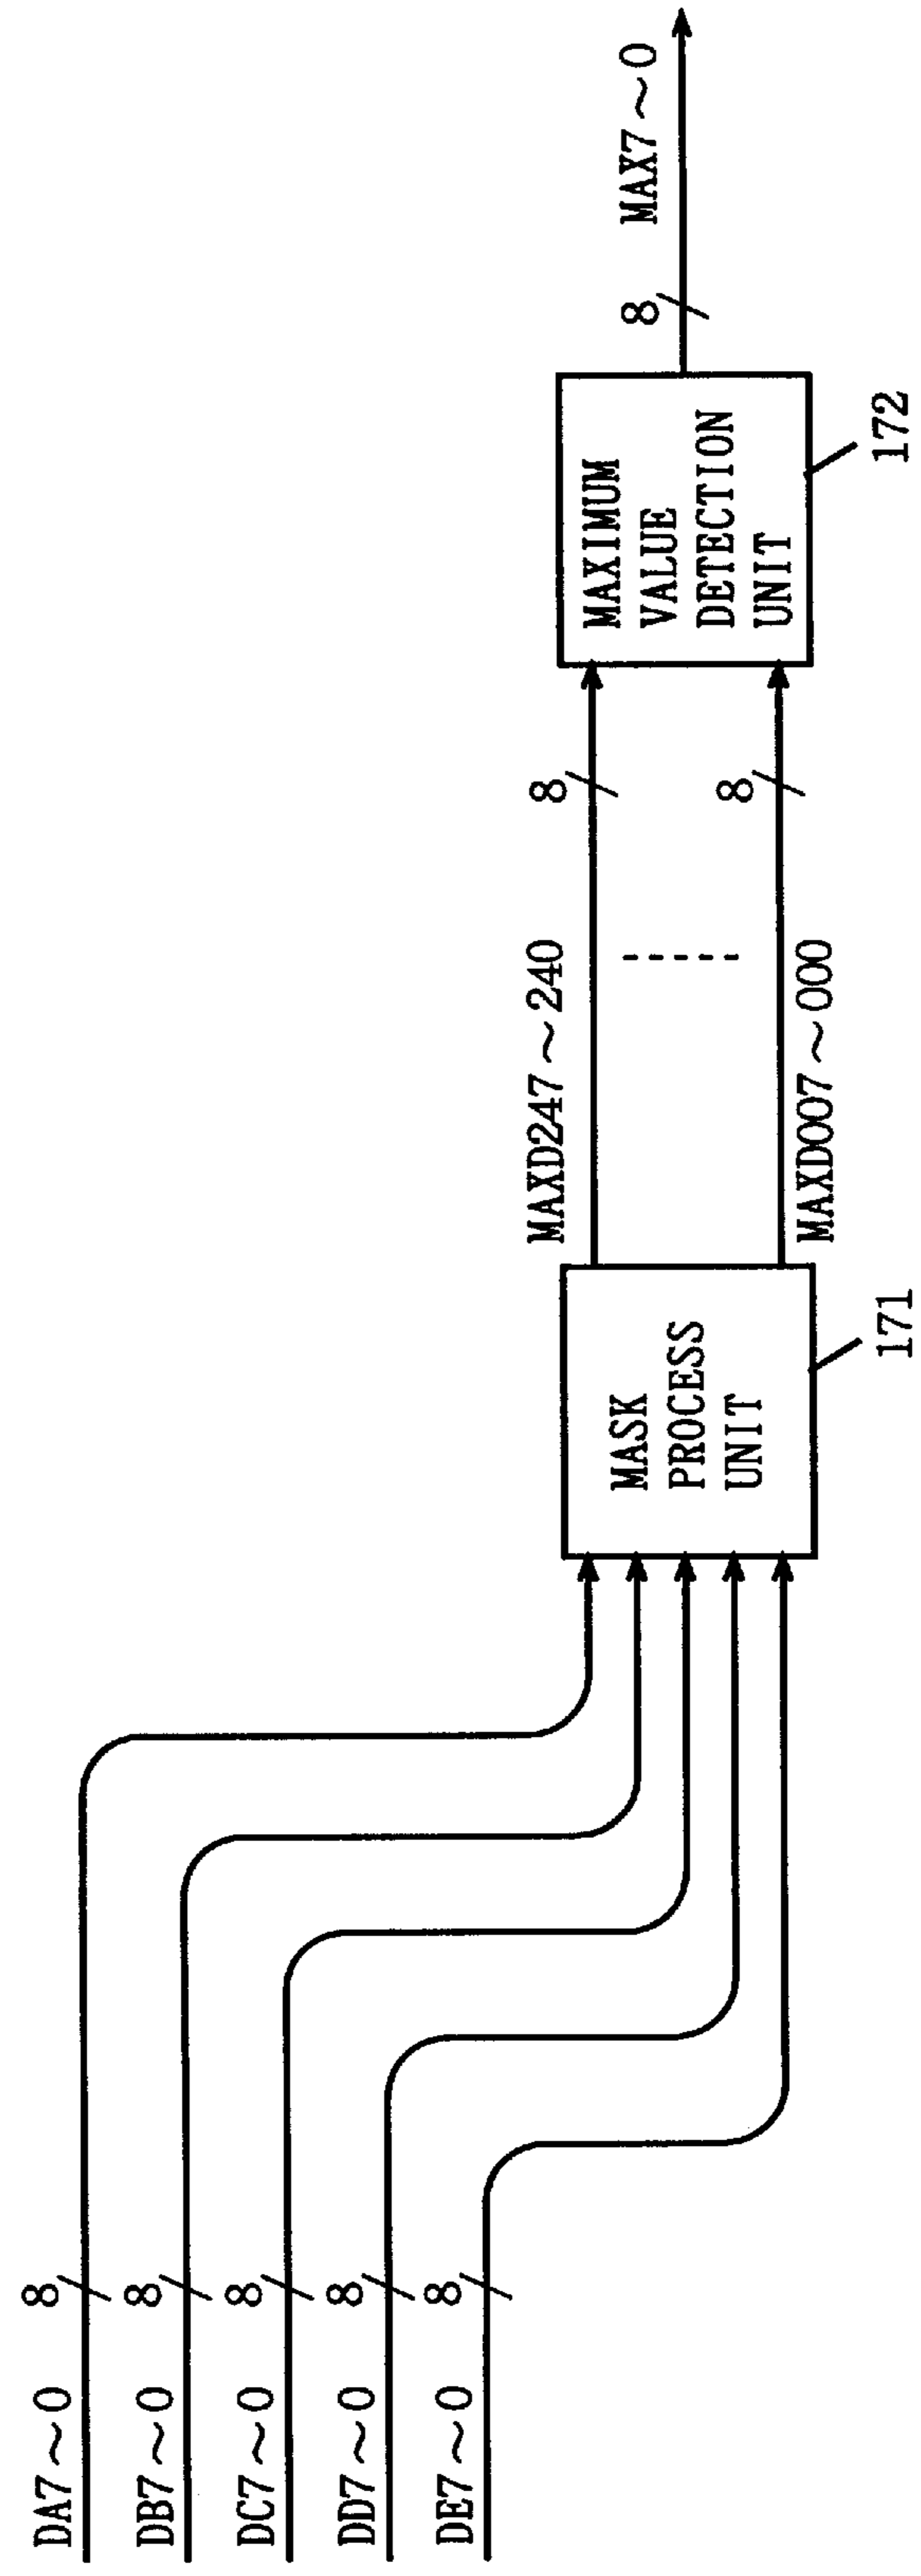 DA7~0
8
DB7~0
8
DC7~0
8
DD7~0
8
DE7~0
8
MASK
PROCESS
UNIT
171
MAXD247~240
8
MAXD007~000
8
MAXIMUM
VALUE
DETECTION
UNIT
172
8
MAX7~0